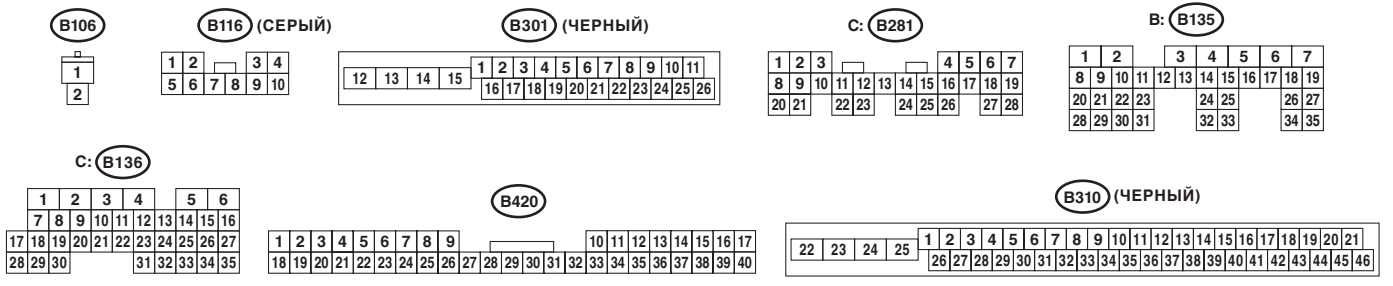 B106
1
2
B116 (СЕРЫЙ)
1 2 3 4
5 6 7 8 9 10
B301 (ЧЕРНЫЙ)
12 13 14 15 1 2 3 4 5 6 7 8 9 10 11
16 17 18 19 20 21 22 23 24 25 26
C: B281
1 2 3 4 5 6 7
8 9 10 11 12 13 14 15 16 17 18 19
20 21 22 23 24 25 26 27 28
B: B135
1 2 3 4 5 6 7
8 9 10 11 12 13 14 15 16 17 18 19
20 21 22 23 24 25 26 27
28 29 30 31 32 33 34 35
C: B136
1 2 3 4 5 6
7 8 9 10 11 12 13 14 15 16
17 18 19 20 21 22 23 24 25 26 27
28 29 30 31 32 33 34 35
B420
1 2 3 4 5 6 7 8 9 10 11 12 13 14 15 16 17
18 19 20 21 22 23 24 25 26 27 28 29 30 31 32 33 34 35 36 37 38 39 40
B310 (ЧЕРНЫЙ)
22 23 24 25 1 2 3 4 5 6 7 8 9 10 11 12 13 14 15 16 17 18 19 20 21
26 27 28 29 30 31 32 33 34 35 36 37 38 39 40 41 42 43 44 45 46